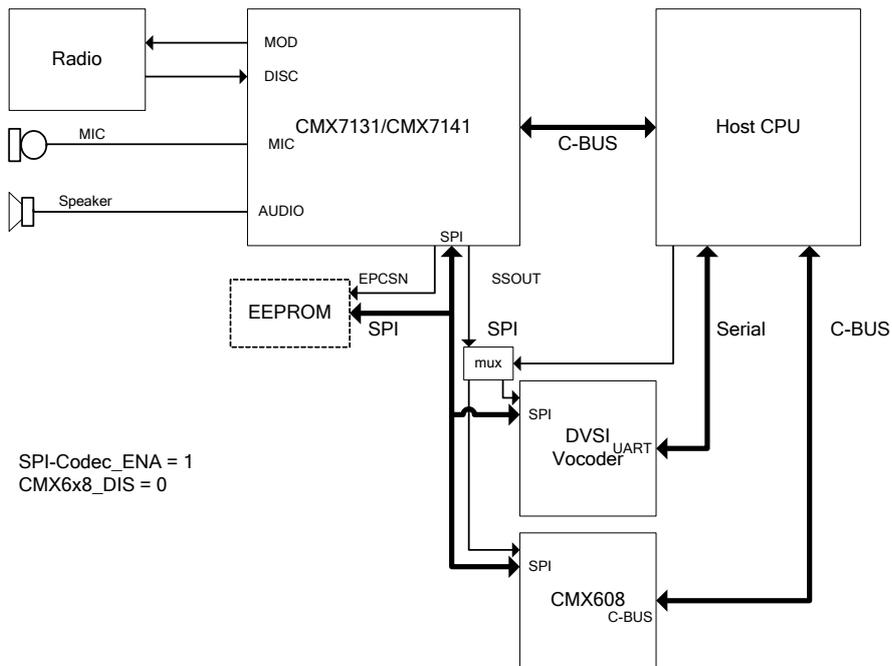 Radio
MOD
DISC
CMX7131/CMX7141
MIC
MIC
Speaker
AUDIO
SPI
C-BUS
Host CPU
EPCSN
SSOUT
EEPROM
SPI
SPI
mux
Serial
C-BUS
SPI
DVSI
Vocoder
UART
SPI-Codec_ENA = 1
CMX6x8_DIS = 0
SPI
CMX608
C-BUS